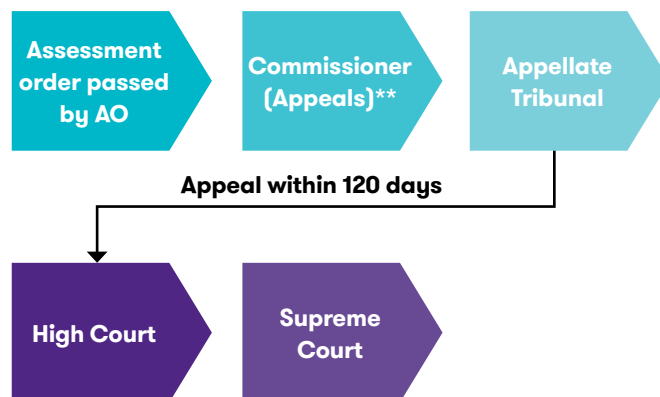 Assessment
order passed
by AO
Commissioner
(Appeals)**
Appellate
Tribunal
Appeal within 120 days
High Court
Supreme
Court